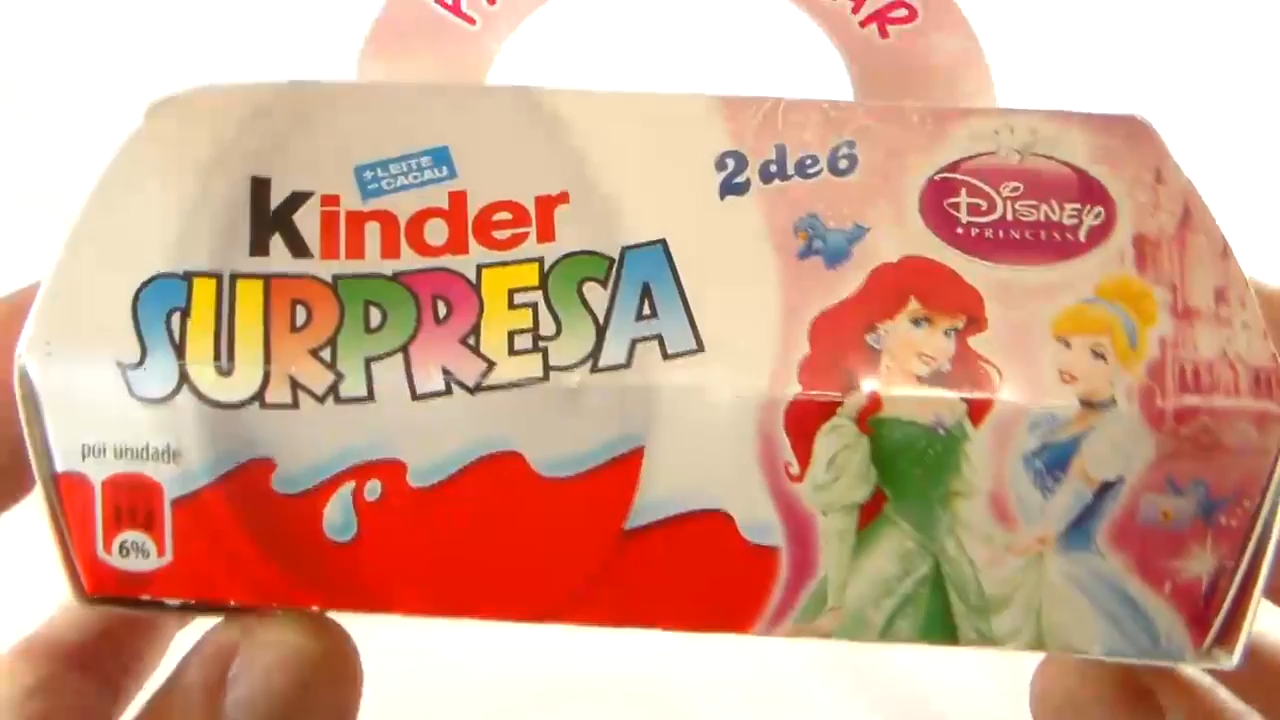 +LEITE
-CACAU
Kinder
SURPRESA
2 de 6
DISNEY
PRINCESS
por unidade
6%